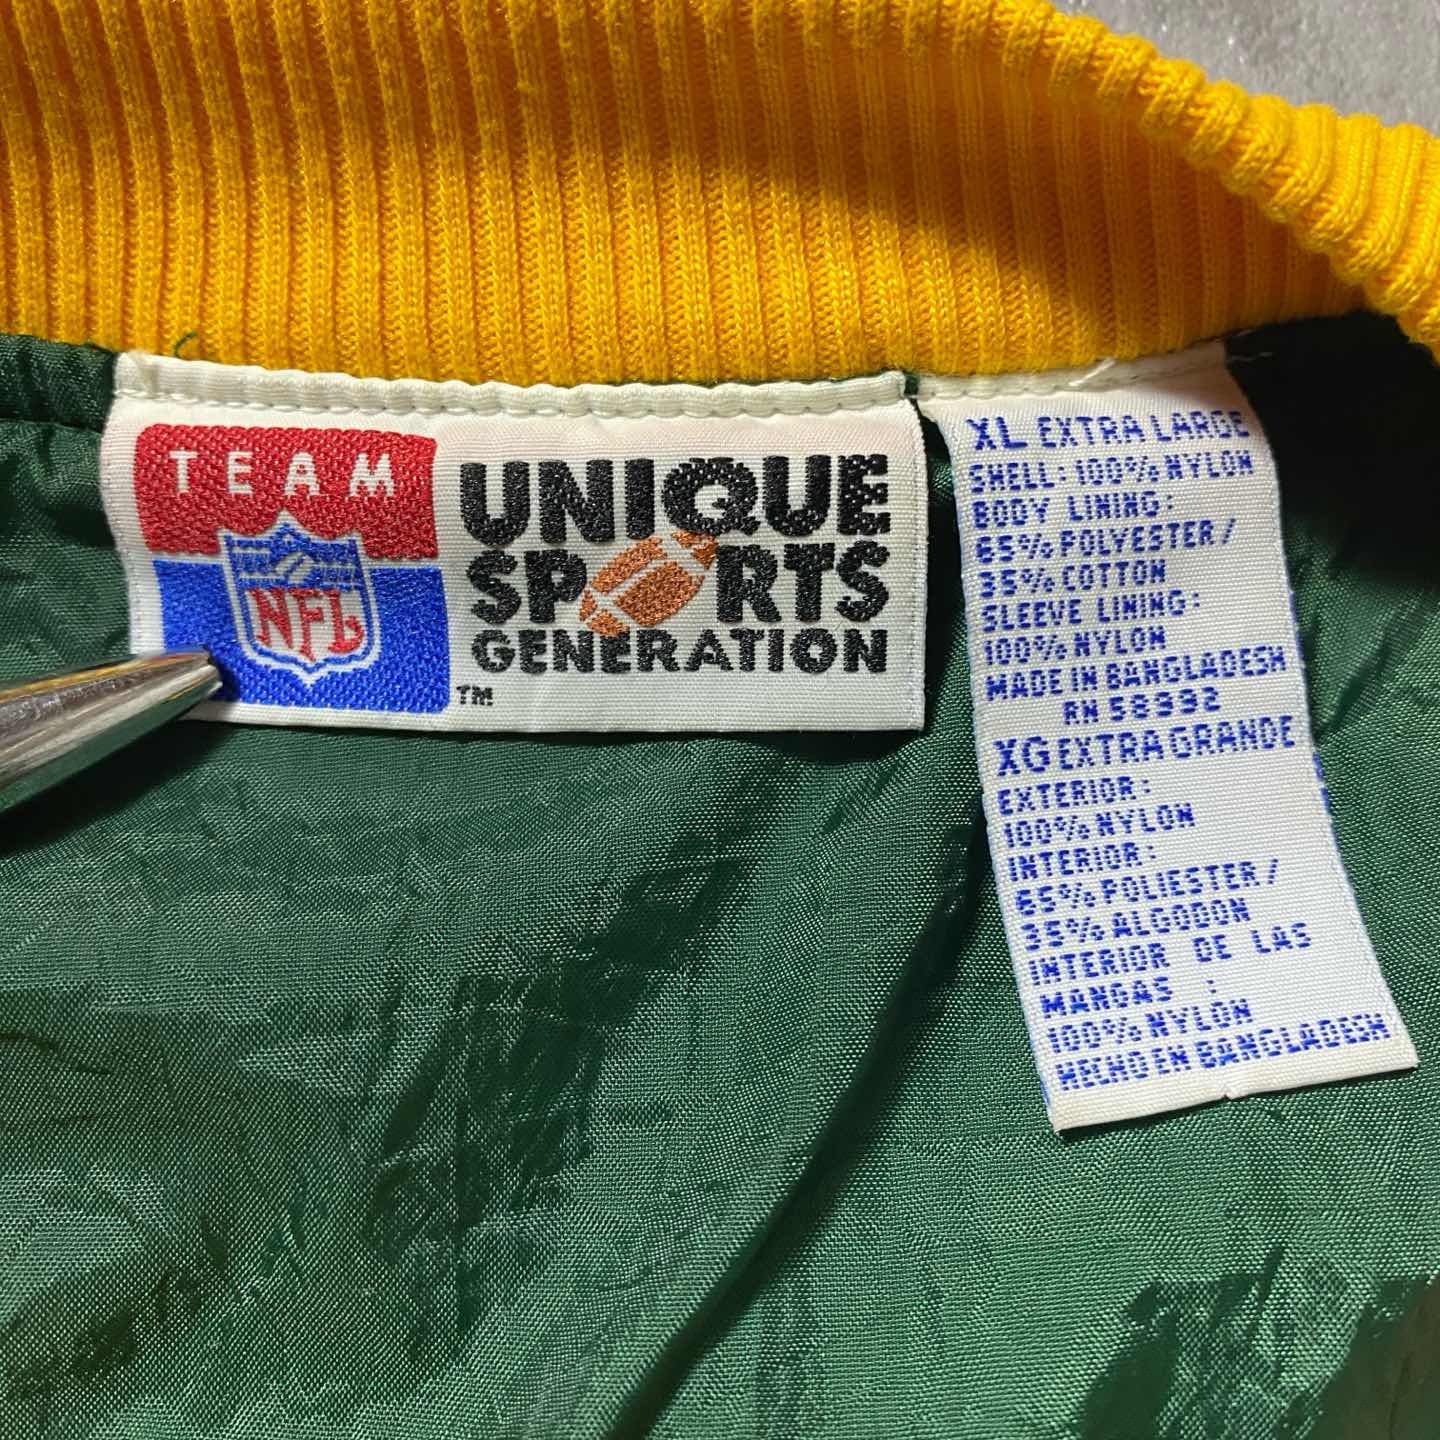 TEAM
NFL
UNIQUE
SPORTS
GENERATION
TM
XL EXTRA LARGE
SHELL: 100% NYLON
BODY LINING:
65% POLYESTER/
35% COTTON
SLEEVE LINING:
100% NYLON
MADE IN BANGLADESH
RN 58992
XG EXTRA GRANDE
EXTERIOR:
100% NYLON
INTERIOR:
65% POLIESTER/
35% ALGODON
INTERIOR DE LAS
MANGAS :
100% NYLON
HECHO EN BANGLADESH